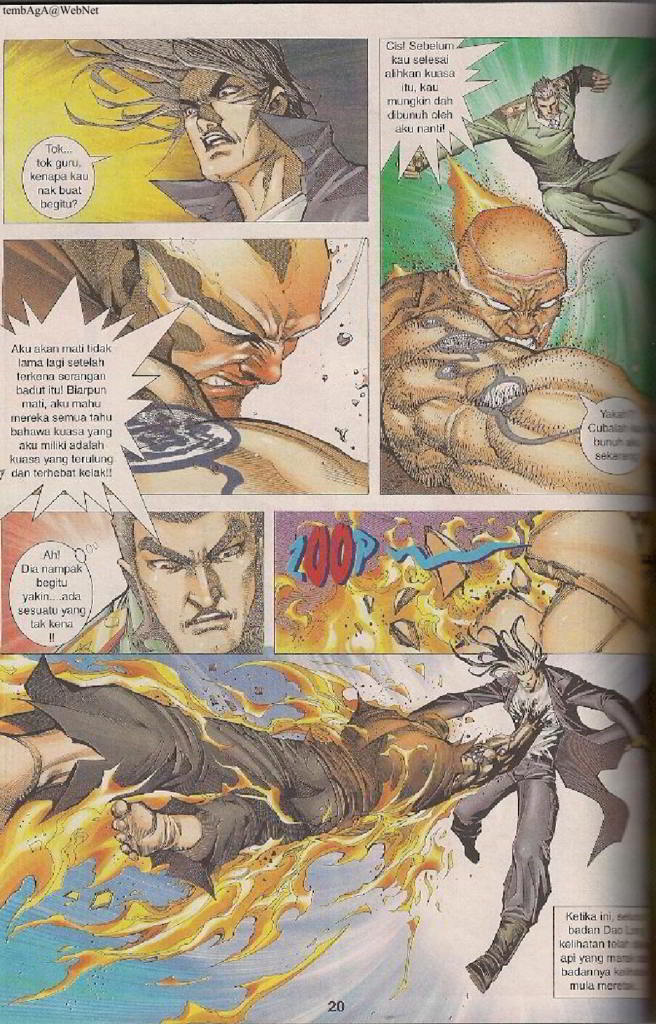 tembAgA@WebNet
Tok...
tok guru,
kenapa kau
nak buat
begitu?
Cis! Sebelum
kau selesai
alihkan kuasa
itu, kau
mungkin dah
dibunuh oleh
aku nanti!
Aku akan mati tidak
lama lagi setelah
terkena serangan
badut itu! Biarpun
mati, aku mahu
mereka semua tahu
bahawa kuasa yang
aku miliki adalah
kuasa yang terulung
dan terhebat kelak!!
Yakah?
Cubalah
bunuh aku
sekarang
Ah!
Dia nampak
begitu
yakin....ada
sesuatu yang
tak kena
!!
ZOOP
Ketika ini,
badan Dao
kelihatan telah
api yang
badannya
mula
20